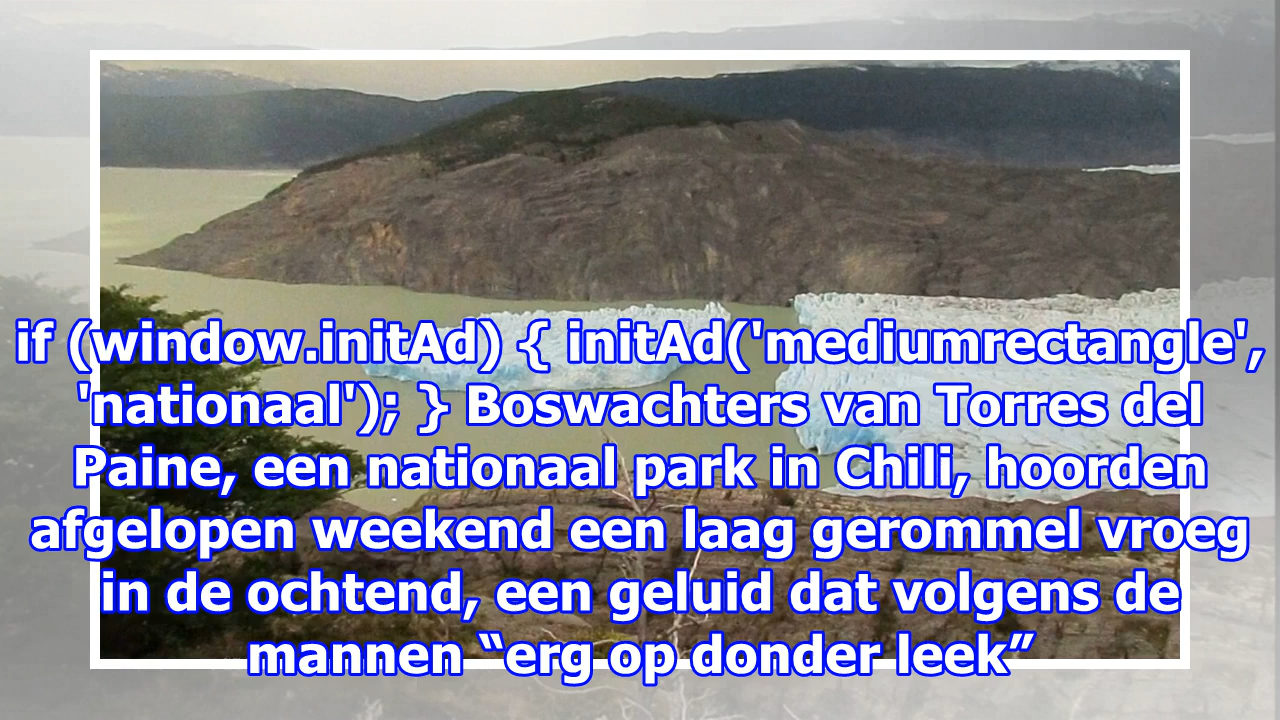 if (window.initAd) { initAd('mediumrectangle',
'nationaal'); } Boswachters van Torres del
Paine, een nationaal park in Chili, hoorden
afgelopen weekend een laag gerommel vroeg
in de ochtend, een geluid dat volgens de
mannen “erg op donder leek”